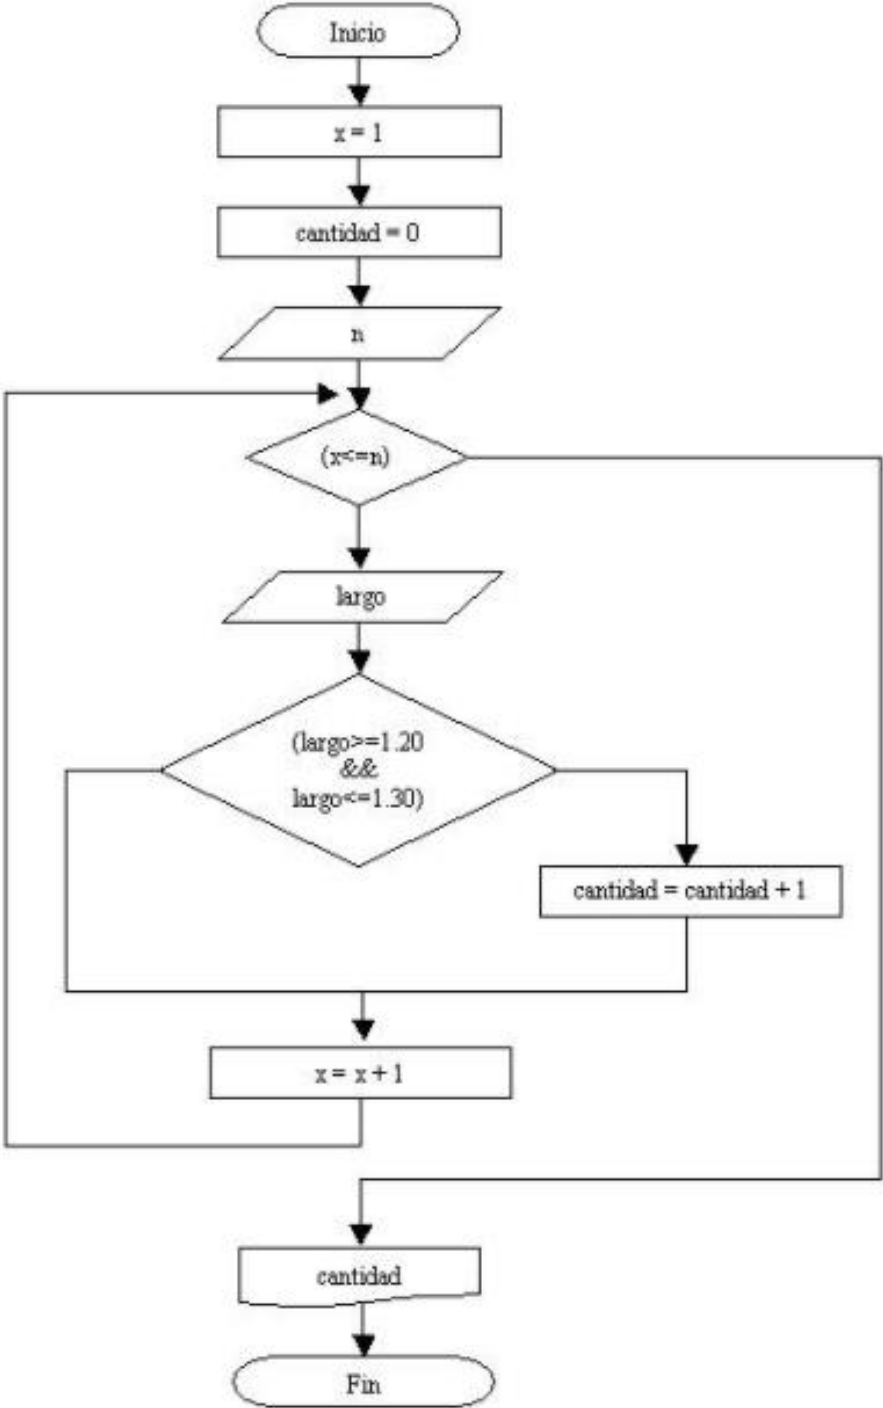 Inicio
x = 1
cantidad = 0
n
(x<=n)
largo
(largo>=1.20
&&
largo<=1.30)
cantidad = cantidad + 1
x = x + 1
cantidad
Fin